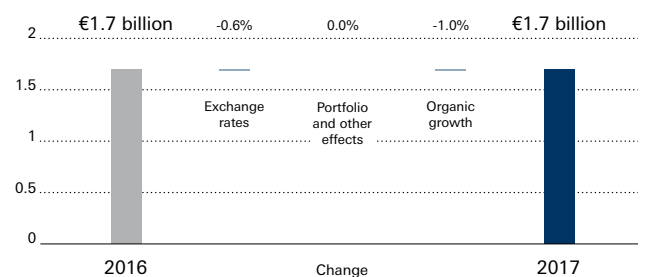 €1.7 billion -0.6% 0.0% -1.0% €1.7 billion
2
1.5
Exchange
rates
Portfolio
and other
effects
Organic
growth
1
0.5
0
2016 Change 2017